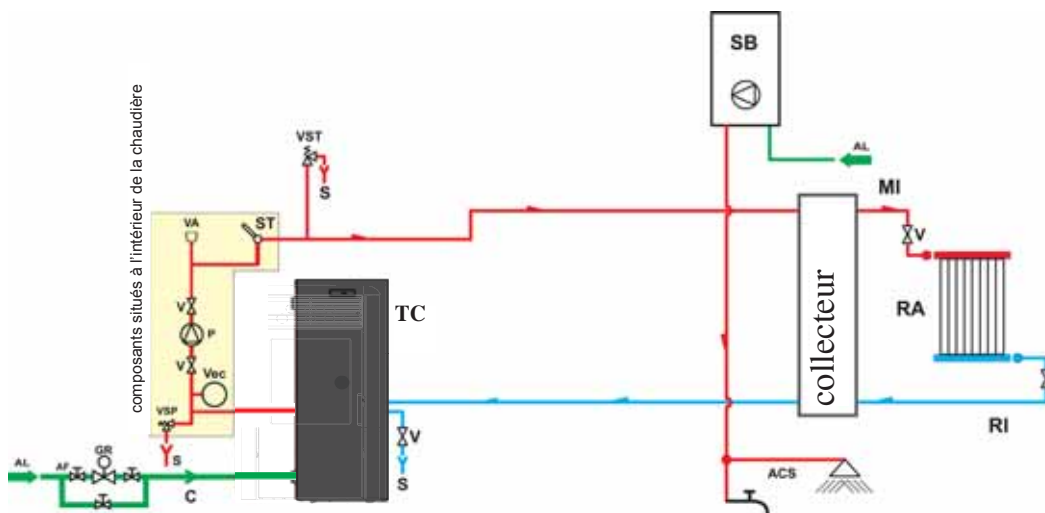 composants situés à l'intérieur de la chaudière
SB
VST
AL
S
MI
VA
ST
V
V
P
TC
collecteur
RA
V
Vec
VSP
S
GR
AL
AF
C
V
S
RI
ACS